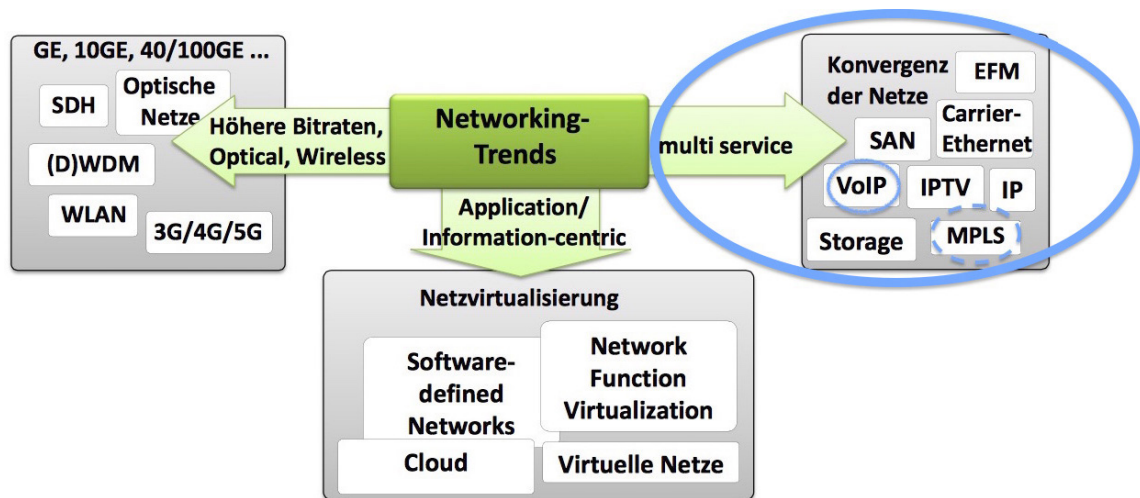 GE, 10GE, 40/100GE ...
SDH
Optische
Netze
(D)WDM
WLAN
3G/4G/5G
Höhere Bitraten,
Optical, Wireless
Networking-
Trends
multi service
Konvergenz
der Netze
EFM
SAN
Carrier-
Ethernet
VoIP
IPTV
IP
Storage
MPLS
Application/
Information-centric
Netzvirtualisierung
Software-
defined
Networks
Network
Function
Virtualization
Cloud
Virtuelle Netze